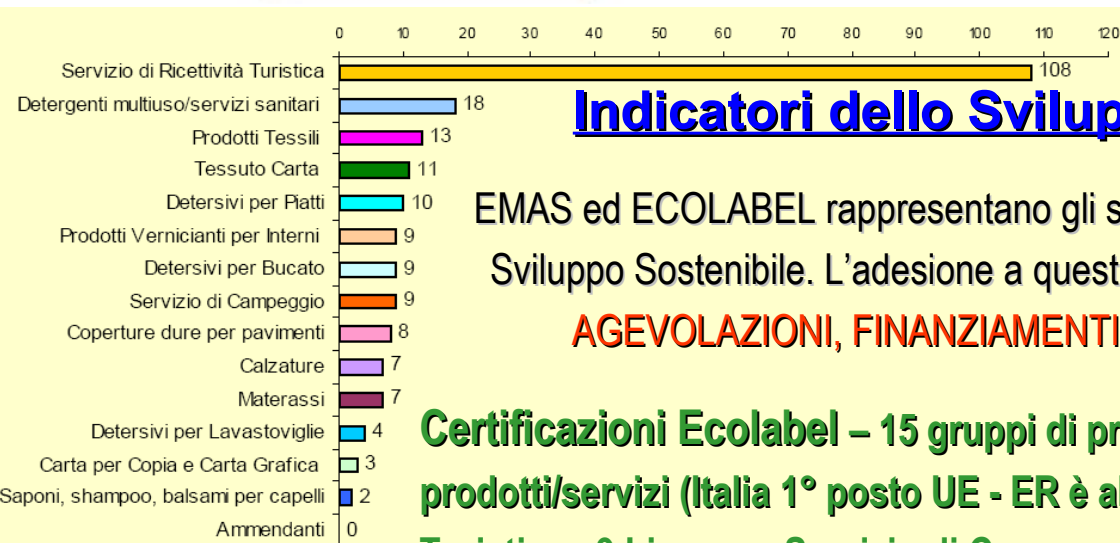 0 10 20 30 40 50 60 70 80 90 100 110 120
Servizio di Ricettività Turistica 108
Detergenti multiuso/servizi sanitari 18
Indicatori dello Svilup
Prodotti Tessili 13
Tessuto Carta 11
Detersivi per Piatti 10
EMAS ed ECOLABEL rappresentano gli s
Prodotti Vernicianti per Interni 9
Detersivi per Bucato 9
Sviluppo Sostenibile. L'adesione a quest
Servizio di Campeggio 9
Coperture dure per pavimenti 8
AGEVOLAZIONI, FINANZIAMENTI
Calzature 7
Materassi 7
Detersivi per Lavastoviglie 4
Certificazioni Ecolabel – 15 gruppi di pr
Carta per Copia e Carta Grafica 3
Saponi, shampoo, balsami per capelli 2
prodotti/servizi (Italia 1° posto UE - ER è al
Ammendanti 0